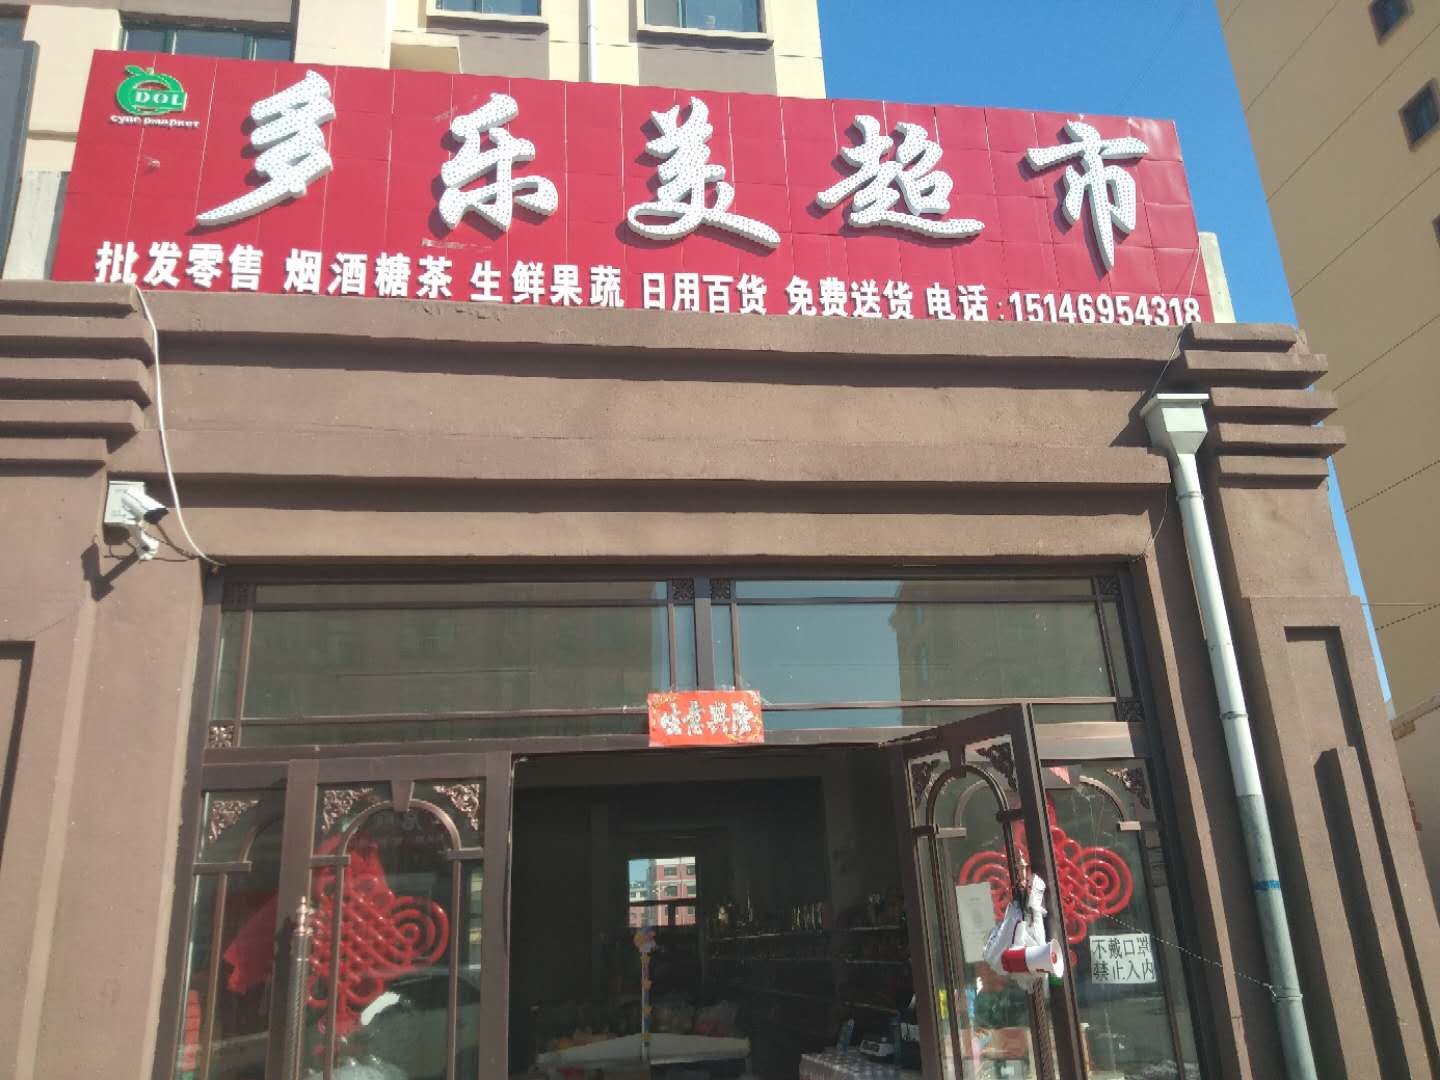 DOL
супермаркет
多乐美超市
批发零售 烟酒糖茶 生鲜果蔬 日用百货 免费送货 电话:15146954318
生意興隆
不戴口罩
禁止入内